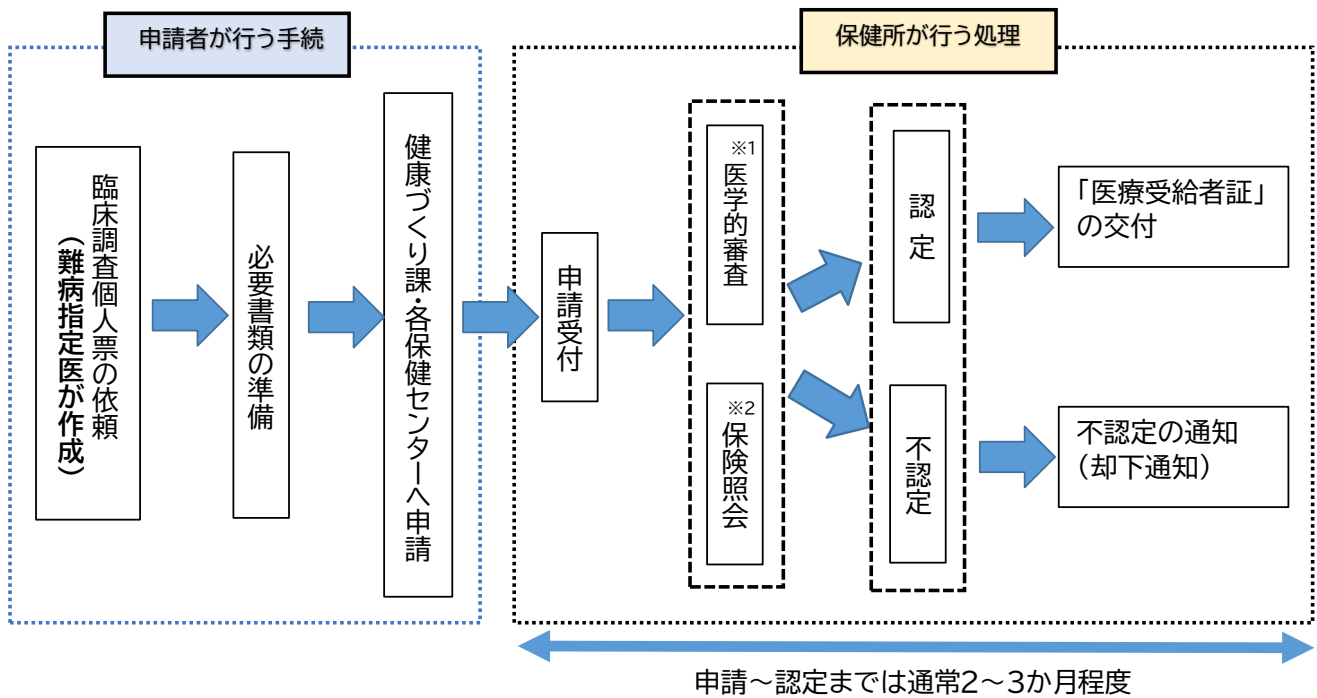 申請者が行う手続
保健所が行う処理
臨床調査個人票の依頼
(難病指定医が作成)
必要書類の準備
健康づくり課・各保健センターへ申請
申請受付
※1
医学的審査
※2
保険照会
認定
不認定
「医療受給者証」
の交付
不認定の通知
(却下通知)
申請～認定までは通常2～3か月程度